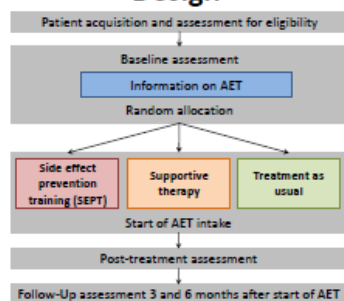 Design
Patient acquisition and assessment for eligibility
Baseline assessment
Information on AET
Random allocation
Side effect
prevention
training (SEPT)
Supportive
therapy
Treatment as
usual
Start of AET intake
Post-treatment assessment
Follow-Up assessment 3 and 6 months after start of AET